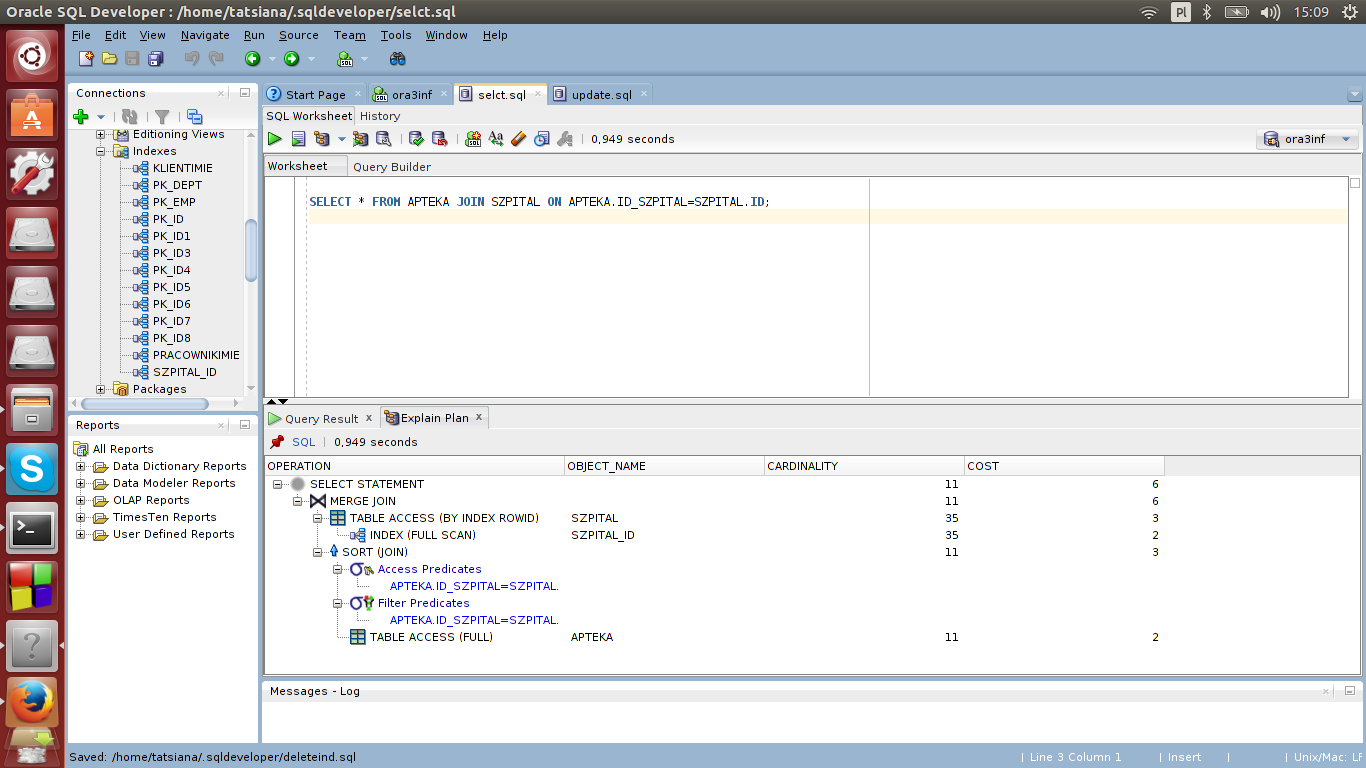 Oracle SQL Developer : /home/tatsiana/.sqldeveloper/selct.sql
Pl
15:09
File Edit View Navigate Run Source Team Tools Window Help
Connections
Editioning Views
Indexes
KLIENTIMIE
PK_DEPT
PK_EMP
PK_ID
PK_ID1
PK_ID3
PK_ID4
PK_ID5
PK_ID6
PK_ID7
PK_ID8
PRACOWNIKIMIE
SZPITAL_ID
Packages
Reports
All Reports
Data Dictionary Reports
Data Modeler Reports
OLAP Reports
TimesTen Reports
User Defined Reports
Start Page ora3inf selct.sql update.sql
SQL Worksheet History
0,949 seconds
ora3inf
Worksheet Query Builder
SELECT * FROM APTEKA JOIN SZPITAL ON APTEKA.ID_SZPITAL=SZPITAL.ID;
Query Result x Explain Plan x
SQL | 0,949 seconds
OPERATION OBJECT_NAME CARDINALITY COST
SELECT STATEMENT 11 6
MERGE JOIN 11 6
TABLE ACCESS (BY INDEX ROWID) SZPITAL 35 3
INDEX (FULL SCAN) SZPITAL_ID 35 2
SORT (JOIN) 11 3
Access Predicates
APTEKA.ID_SZPITAL=SZPITAL.
Filter Predicates
APTEKA.ID_SZPITAL=SZPITAL.
TABLE ACCESS (FULL) APTEKA 11 2
Messages - Log
Saved: /home/tatsiana/.sqldeveloper/deleteind.sql
| Line 3 Column 1 | Insert | | Unix/Mac: LF